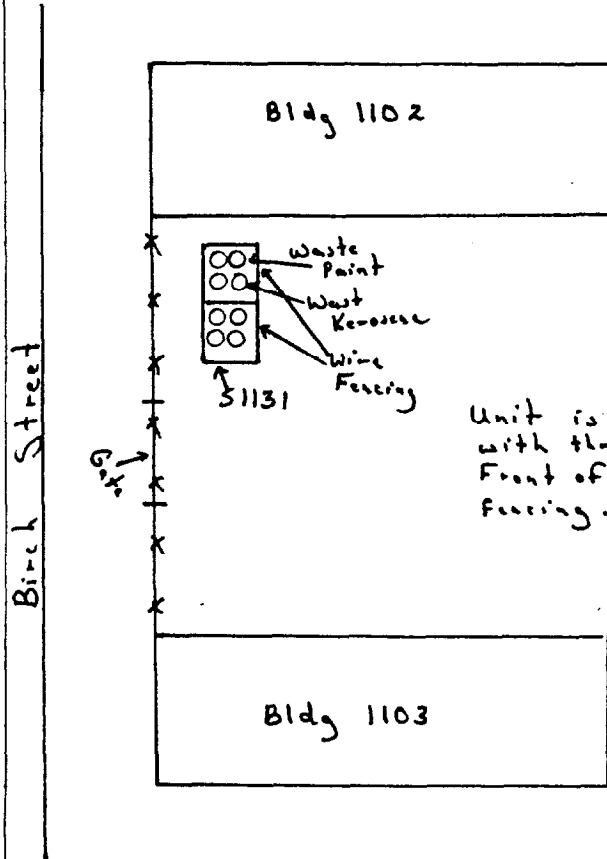 Bldg 1102
Waste
Paint
Wast
Kerosene
Wire
Fencing
S1131
Unit is
with th
Front of
Fencing
Gate
Birch Street
Bldg 1103